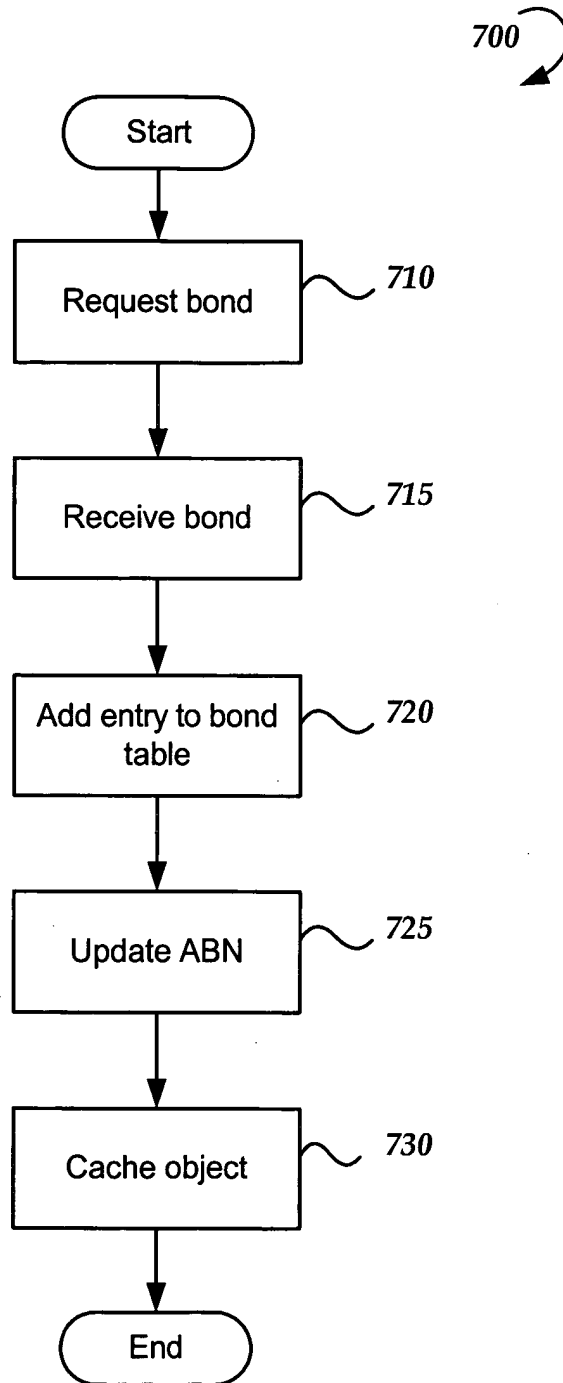 700
Start
Request bond
710
Receive bond
715
Add entry to bond
table
720
Update ABN
725
Cache object
730
End